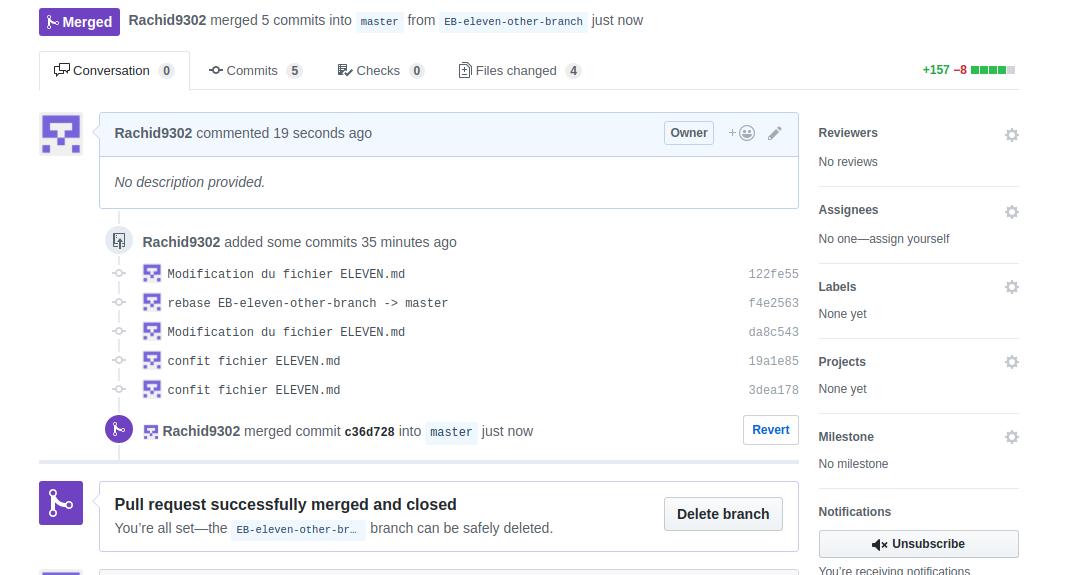 Merged Rachid9302 merged 5 commits into master from EB-eleven-other-branch just now
Conversation 0 Commits 5 Checks 0 Files changed 4 +157 −8
Rachid9302 commented 19 seconds ago Owner +
No description provided.
Rachid9302 added some commits 35 minutes ago
Modification du fichier ELEVEN.md 122fe55
rebase EB-eleven-other-branch -> master f4e2563
Modification du fichier ELEVEN.md da8c543
confit fichier ELEVEN.md 19a1e85
confit fichier ELEVEN.md 3dea178
Rachid9302 merged commit c36d728 into master just now Revert
Pull request successfully merged and closed
You’re all set—the EB-eleven-other-br… branch can be safely deleted.
Delete branch
Reviewers
No reviews
Assignees
No one—assign yourself
Labels
None yet
Projects
None yet
Milestone
No milestone
Notifications
Unsubscribe
You’re receiving notifications